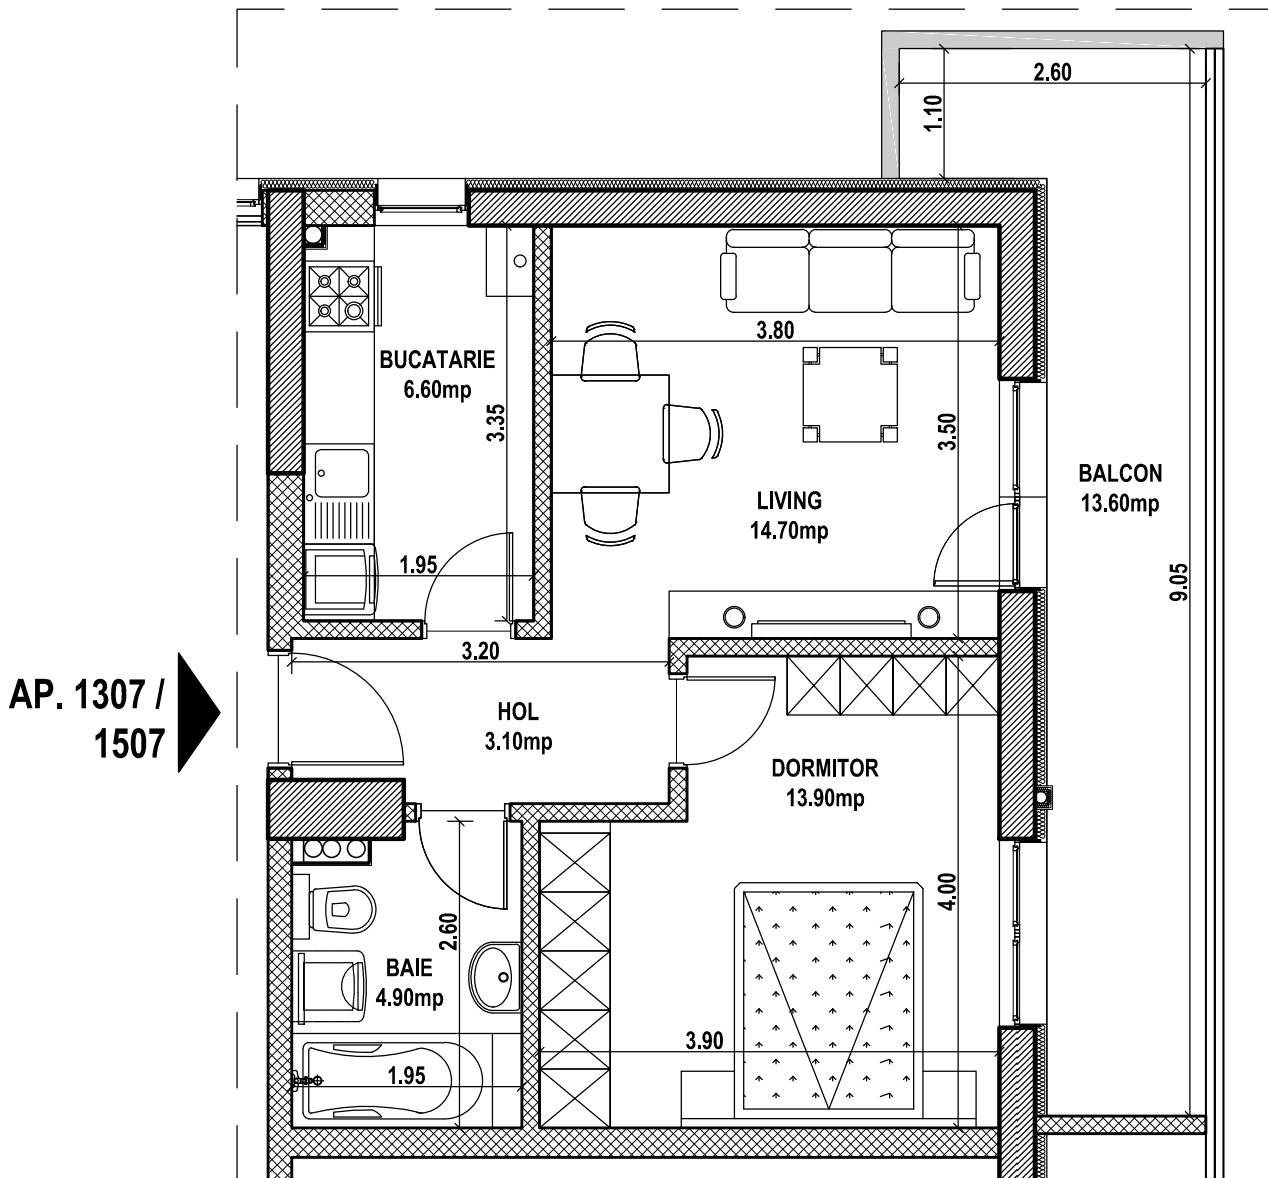 2.60
1.10
3.80
BUCATARIE
6.60mp
3.35
3.50
BALCON
13.60mp
LIVING
14.70mp
1.95
9.05
3.20
AP. 1307 /
1507
HOL
3.10mp
DORMITOR
13.90mp
4.00
2.60
BAIE
4.90mp
3.90
1.95